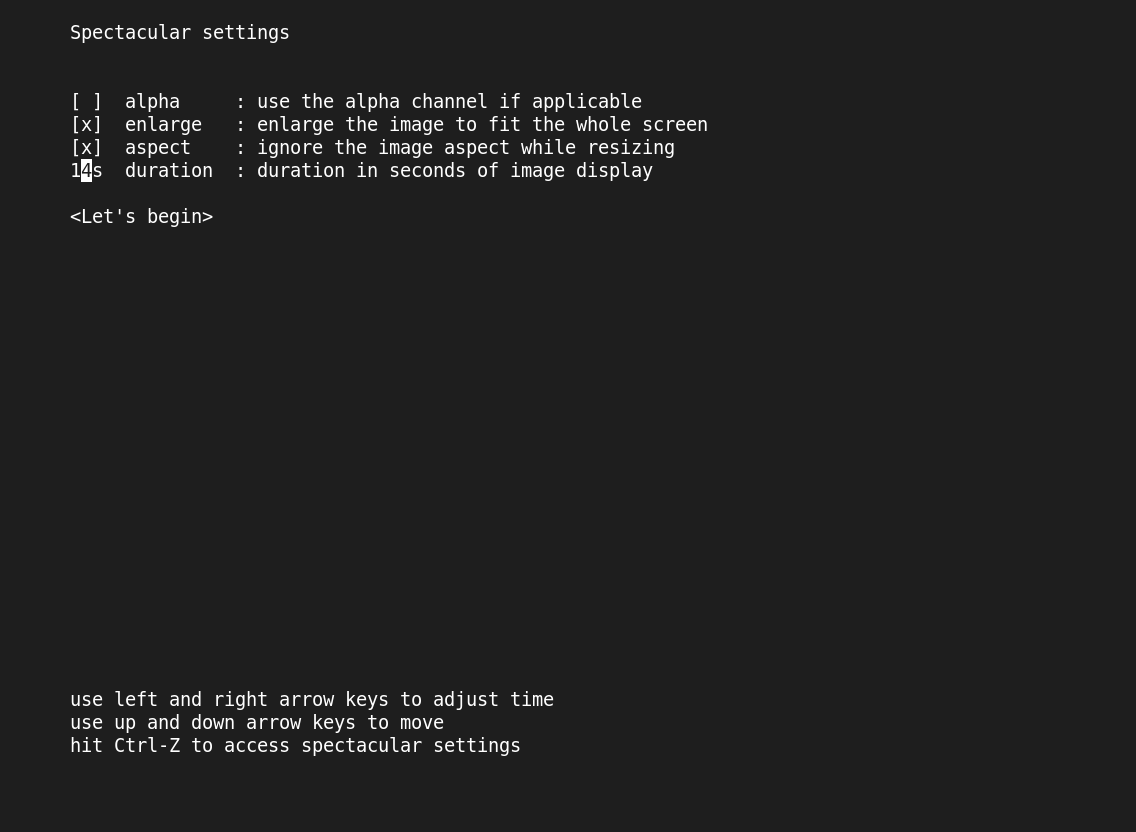 Spectacular settings
[ ]  alpha     : use the alpha channel if applicable
[x]  enlarge   : enlarge the image to fit the whole screen
[x]  aspect    : ignore the image aspect while resizing
14s  duration  : duration in seconds of image display
<Let's begin>
use left and right arrow keys to adjust time
use up and down arrow keys to move
hit Ctrl-Z to access spectacular settings